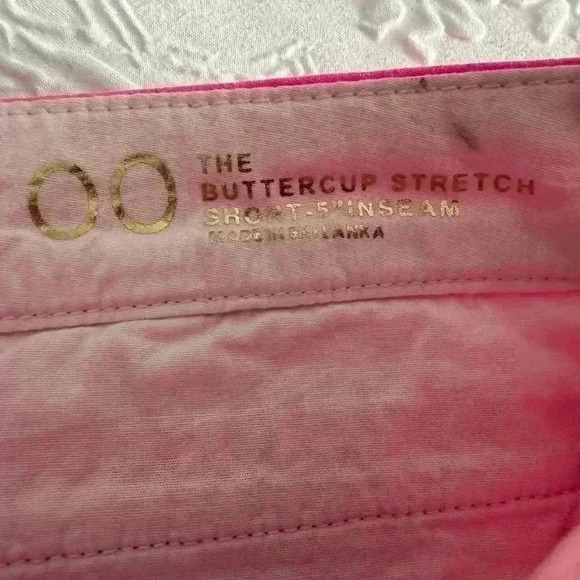 00
THE
BUTTERCUP STRETCH
SHORT-5"INSEAM
MADE IN SRI LANKA